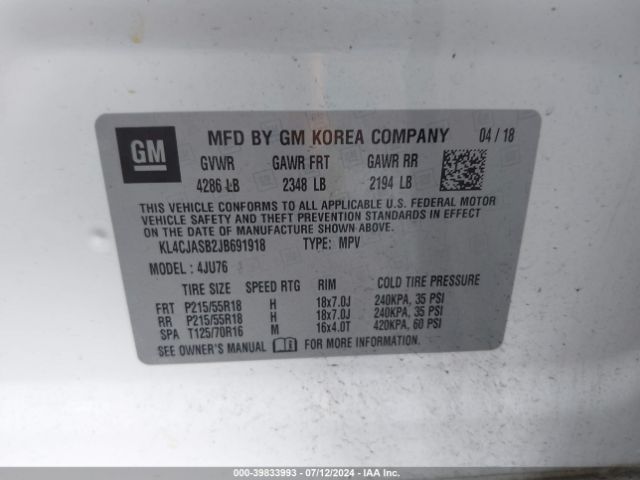 GM
MFD BY GM KOREA COMPANY 04 / 18
GVWR GAWR FRT GAWR RR
4286 LB 2348 LB 2194 LB
THIS VEHICLE CONFORMS TO ALL APPLICABLE U.S. FEDERAL MOTOR
VEHICLE SAFETY AND THEFT PREVENTION STANDARDS IN EFFECT
ON THE DATE OF MANUFACTURE SHOWN ABOVE.
KL4CJASB2JB691918 TYPE: MPV
MODEL : 4JU76
TIRE SIZE SPEED RTG RIM COLD TIRE PRESSURE
FRT P215/55R18 H 18x7.0J 240KPA, 35 PSI
RR P215/55R18 H 18x7.0J 240KPA, 35 PSI
SPA T125/70R16 M 16x4.0T 420KPA, 60 PSI
SEE OWNER'S MANUAL FOR MORE INFORMATION.
000-39833993 - 07/12/2024 - IAA Inc.